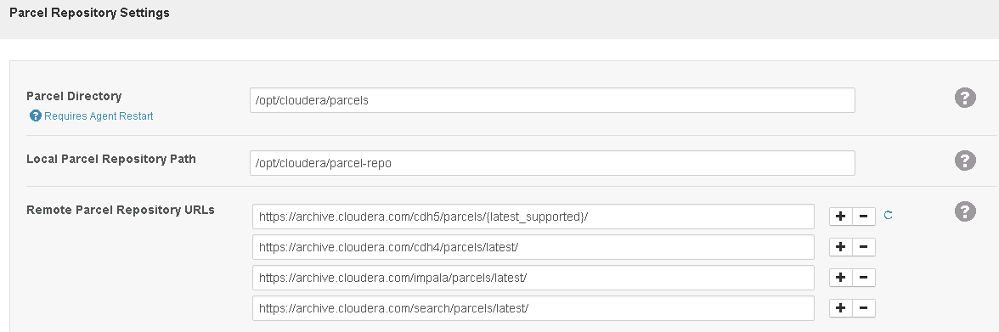 Parcel Repository Settings
Parcel Directory
/opt/cloudera/parcels
? Requires Agent Restart
?
Local Parcel Repository Path
/opt/cloudera/parcel-repo
?
Remote Parcel Repository URLs
https://archive.cloudera.com/cdh5/parcels/{latest_supported}/
+ -
?
https://archive.cloudera.com/cdh4/parcels/latest/
+ -
https://archive.cloudera.com/impala/parcels/latest/
+ -
https://archive.cloudera.com/search/parcels/latest/
+ -